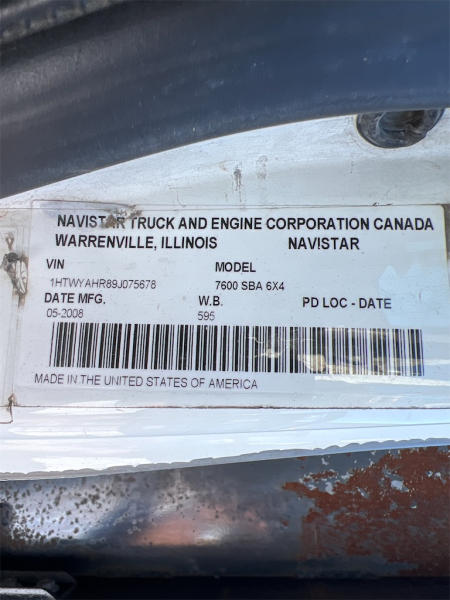 NAVISTAR TRUCK AND ENGINE CORPORATION CANADA
WARRENVILLE, ILLINOIS NAVISTAR
VIN MODEL
1HTWYAHR89J075678 7600 SBA 6X4
DATE MFG. W.B. PD LOC - DATE
05-2008 595
MADE IN THE UNITED STATES OF AMERICA